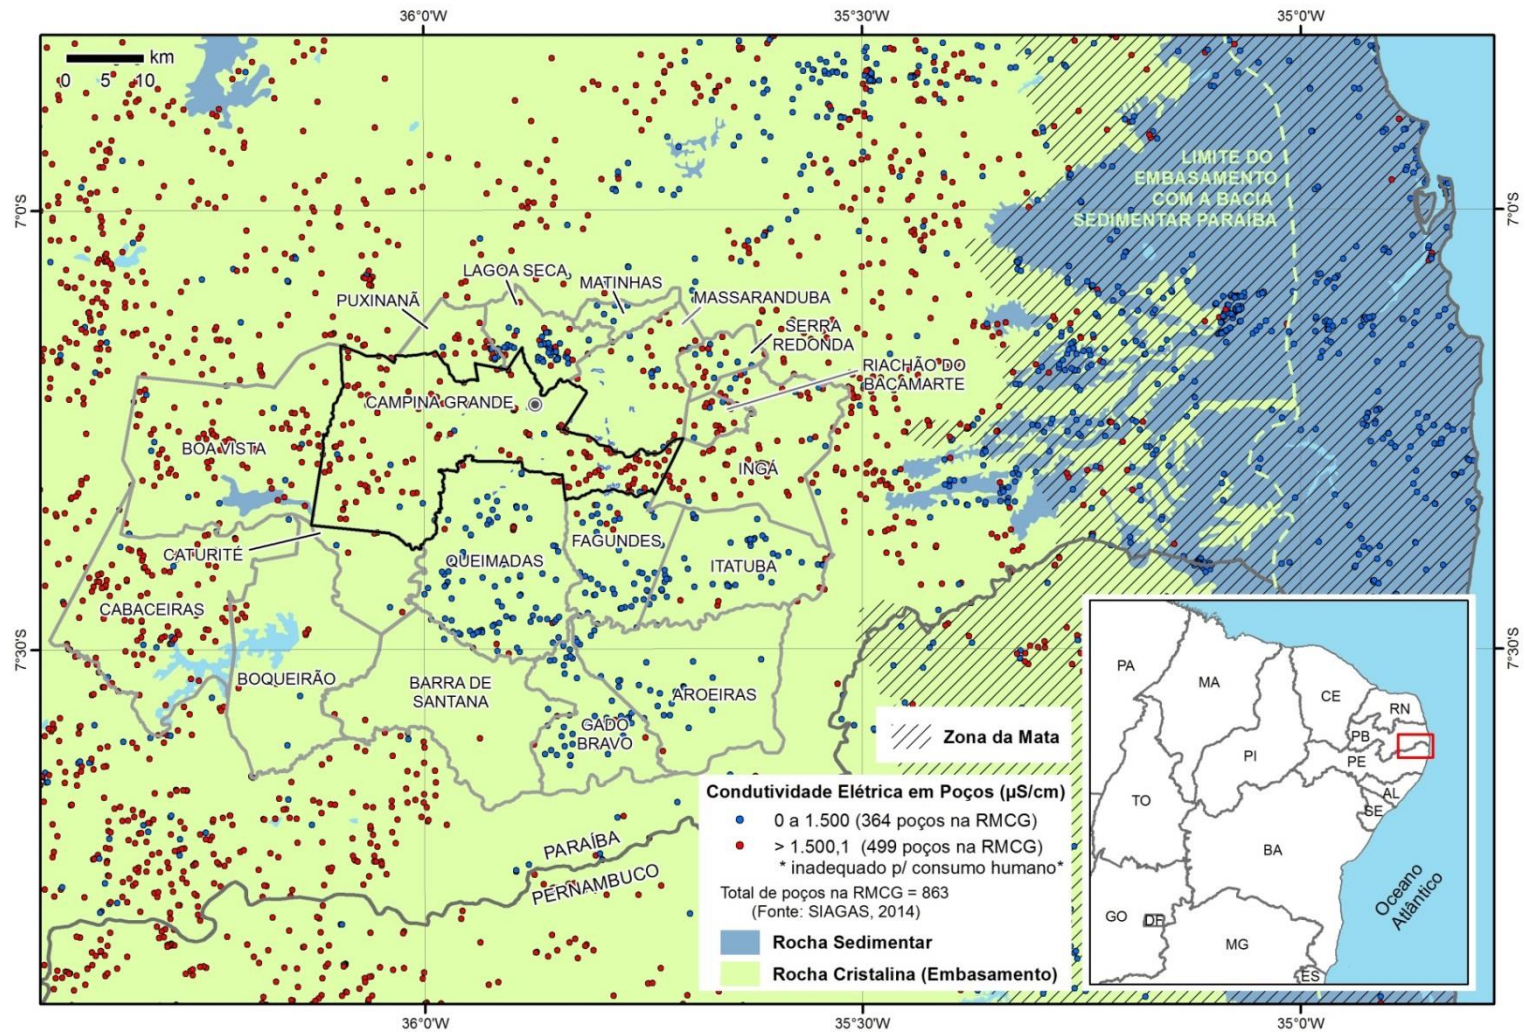 36°0'W
35°30'W
35°0'W
km
0 5 10
LIMITE DO
EMBASAMENTO
COM A BACIA
SEDIMENTAR PARAÍBA
7°0'S
7°0'S
LAGOA SECA
MATINHAS
PUXINANÃ
MASSARANDUBA
SERRA
REDONDA
RIACHÃO DO
BACAMARTE
CAMPINA GRANDE
BOA VISTA
INGÁ
CATURITÉ
QUEIMADAS
FAGUNDES
ITATUBA
CABACEIRAS
7°30'S
7°30'S
BOQUEIRÃO
BARRA DE
SANTANA
AROEIRAS
GADO
BRAVO
PARAÍBA
PERNAMBUCO
Zona da Mata
Condutividade Elétrica em Poços (µS/cm)
0 a 1.500 (364 poços na RMCG)
> 1.500,1 (499 poços na RMCG)
* inadequado p/ consumo humano*
Total de poços na RMCG = 863
(Fonte: SIAGAS, 2014)
Rocha Sedimentar
Rocha Cristalina (Embasamento)
PA
MA
CE
RN
PB
PI
PE
TO
AL
SE
BA
GO
DF
MG
ES
Oceano
Atlântico
36°0'W
35°30'W
35°0'W